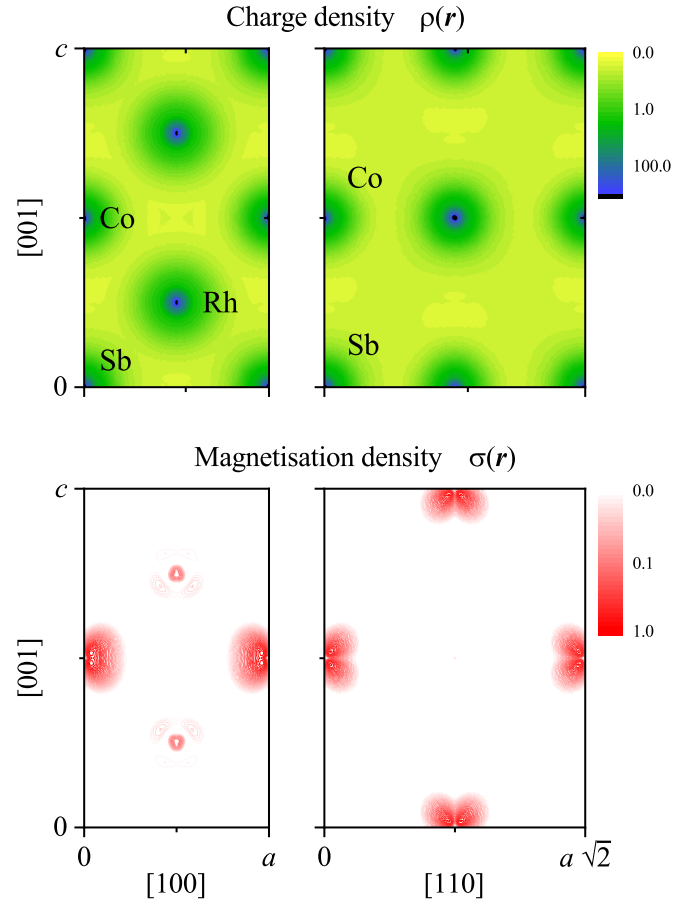 Charge density ρ(r)
c
0.0
1.0
100.0
Co
Co
[001]
Rh
Sb
Sb
0
Magnetisation density σ(r)
c
0.0
0.1
1.0
[001]
0
0
a
0
a √2
[100]
[110]